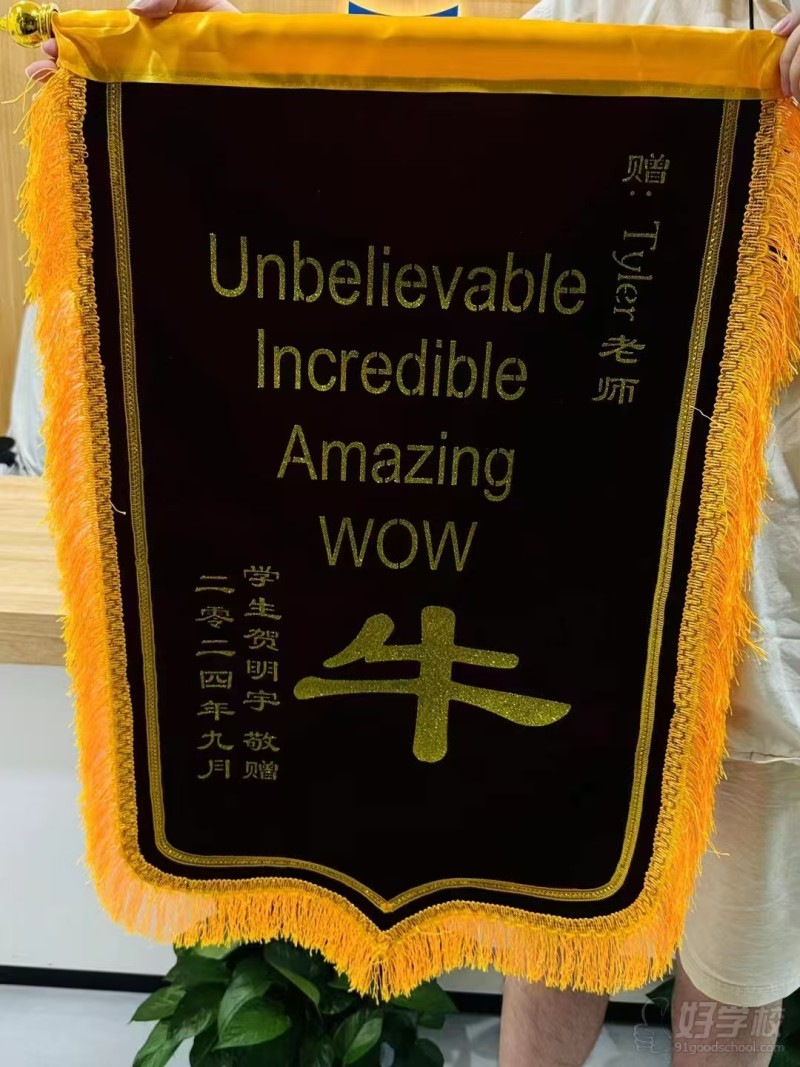 赠：Tyler老师
Unbelievable
Incredible
Amazing
WOW
牛
学生贺明宇 敬赠
二零二四年九月
好学校
91goodschool.com